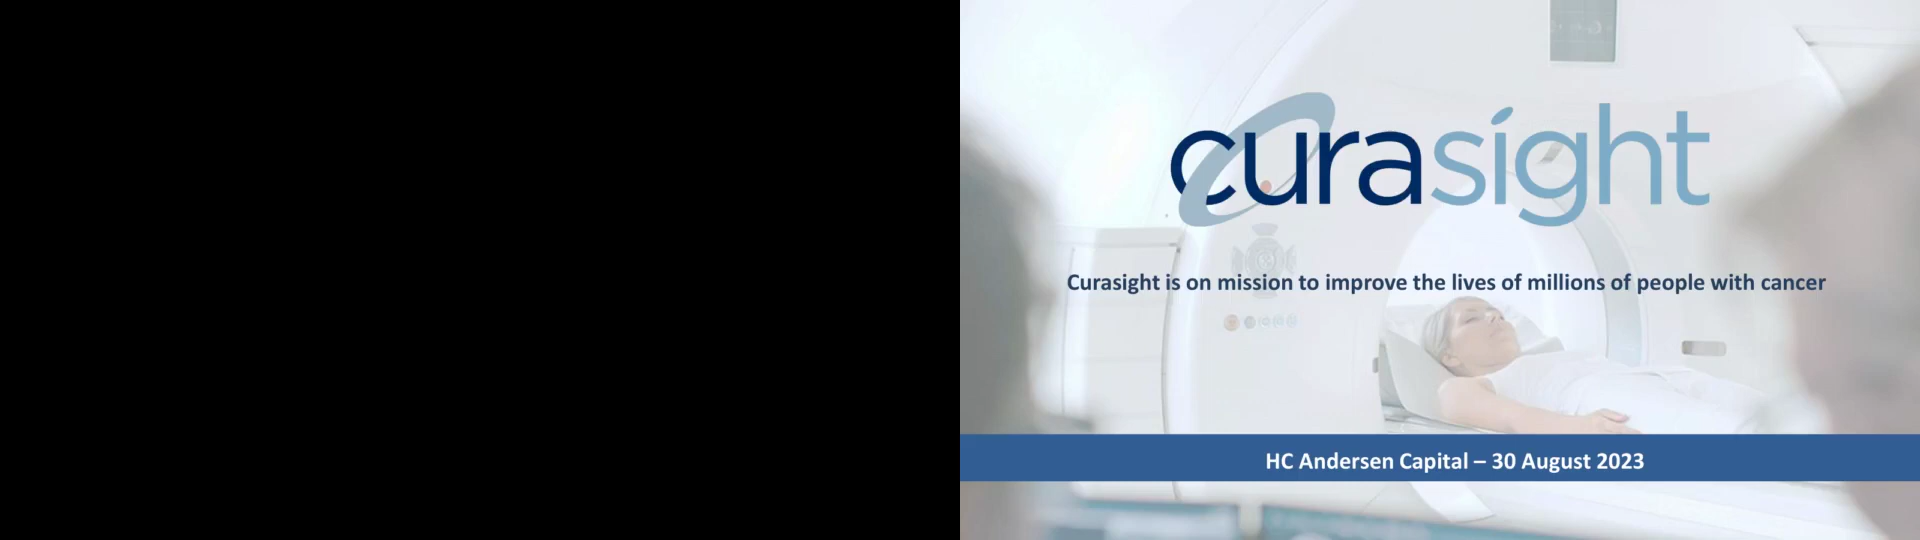 curasight
Curasight is on mission to improve the lives of millions of people with cancer
HC Andersen Capital – 30 August 2023